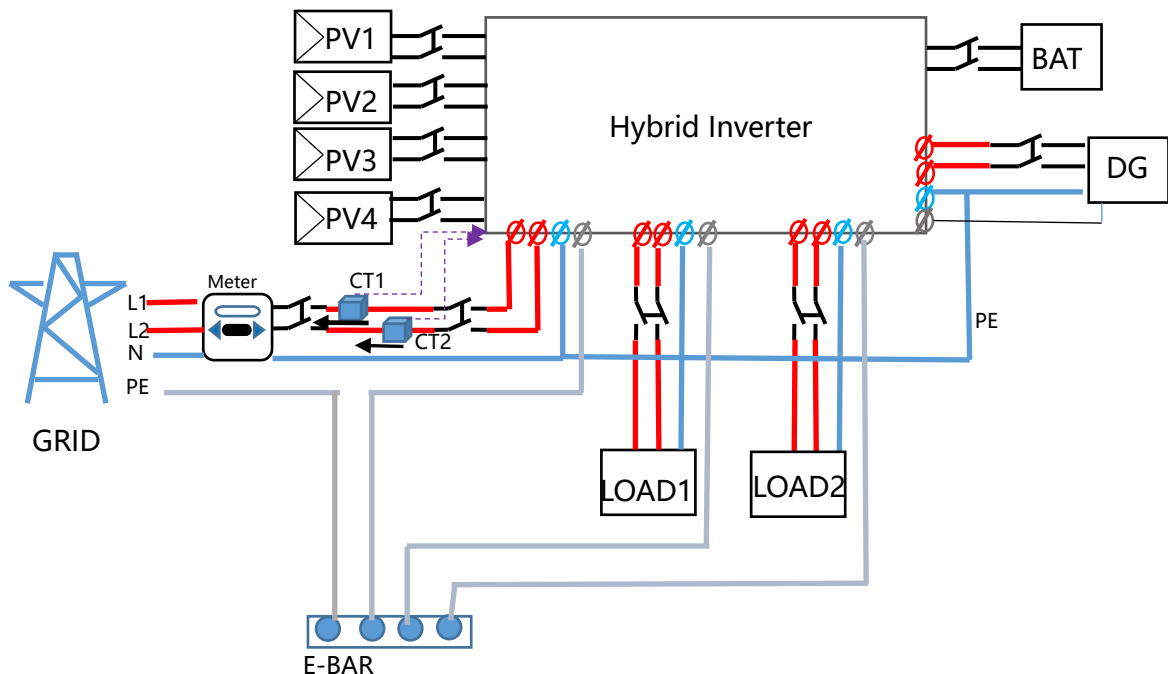 PV1
PV2
PV3
PV4
Hybrid Inverter
BAT
DG
Meter
CT1
CT2
L1
L2
N
PE
PE
GRID
LOAD1
LOAD2
E-BAR